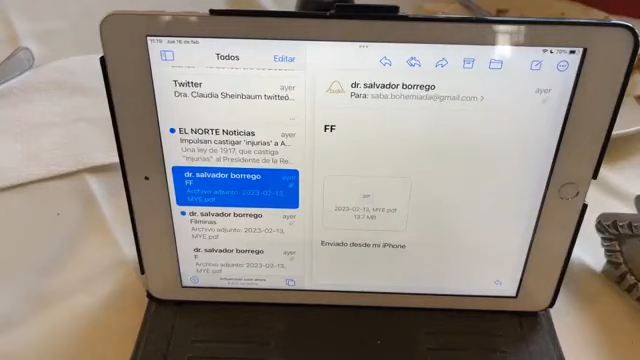 11:19 Jue 16 de feb
70%
Todos
Editar
Twitter
ayer
Dra. Claudia Sheinbaum twitteó...
EL NORTE Noticias
ayer
Impulsan castigar 'injurias' a A...
Una ley de 1917, que castiga
"injurias" al Presidente de la Re...
dr. salvador borrego
ayer
FF
Archivo adjunto: 2023-02-13,
MYE.pdf
dr. salvador borrego
ayer
Filminas
Archivo adjunto: 2023-02-13,
MYE.pdf
dr. salvador borrego
ayer
F
Archivo adjunto: 2023-02-13,
MYE.pdf
dr. salvador borrego
ayer
Para: saba.bohemiada@gmail.com >
FF
2023-02-13, MYE.pdf
13.7 MB
Enviado desde mi iPhone